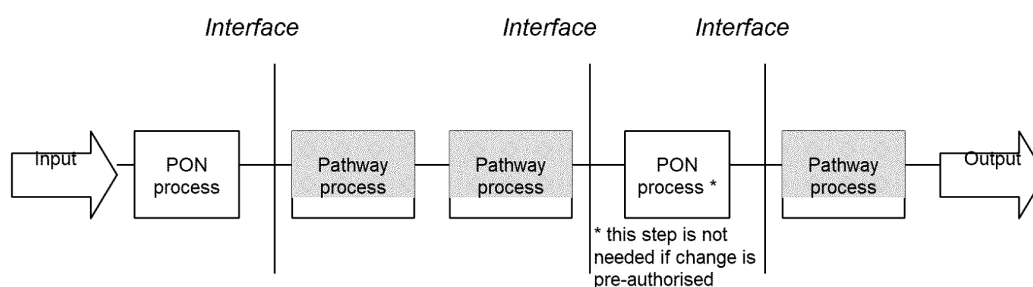 Interface Interface Interface
Input
PON
process
Pathway
process
Pathway
process
PON
process *
Pathway
process
Output
* this step is not
needed if change is
pre-authorised